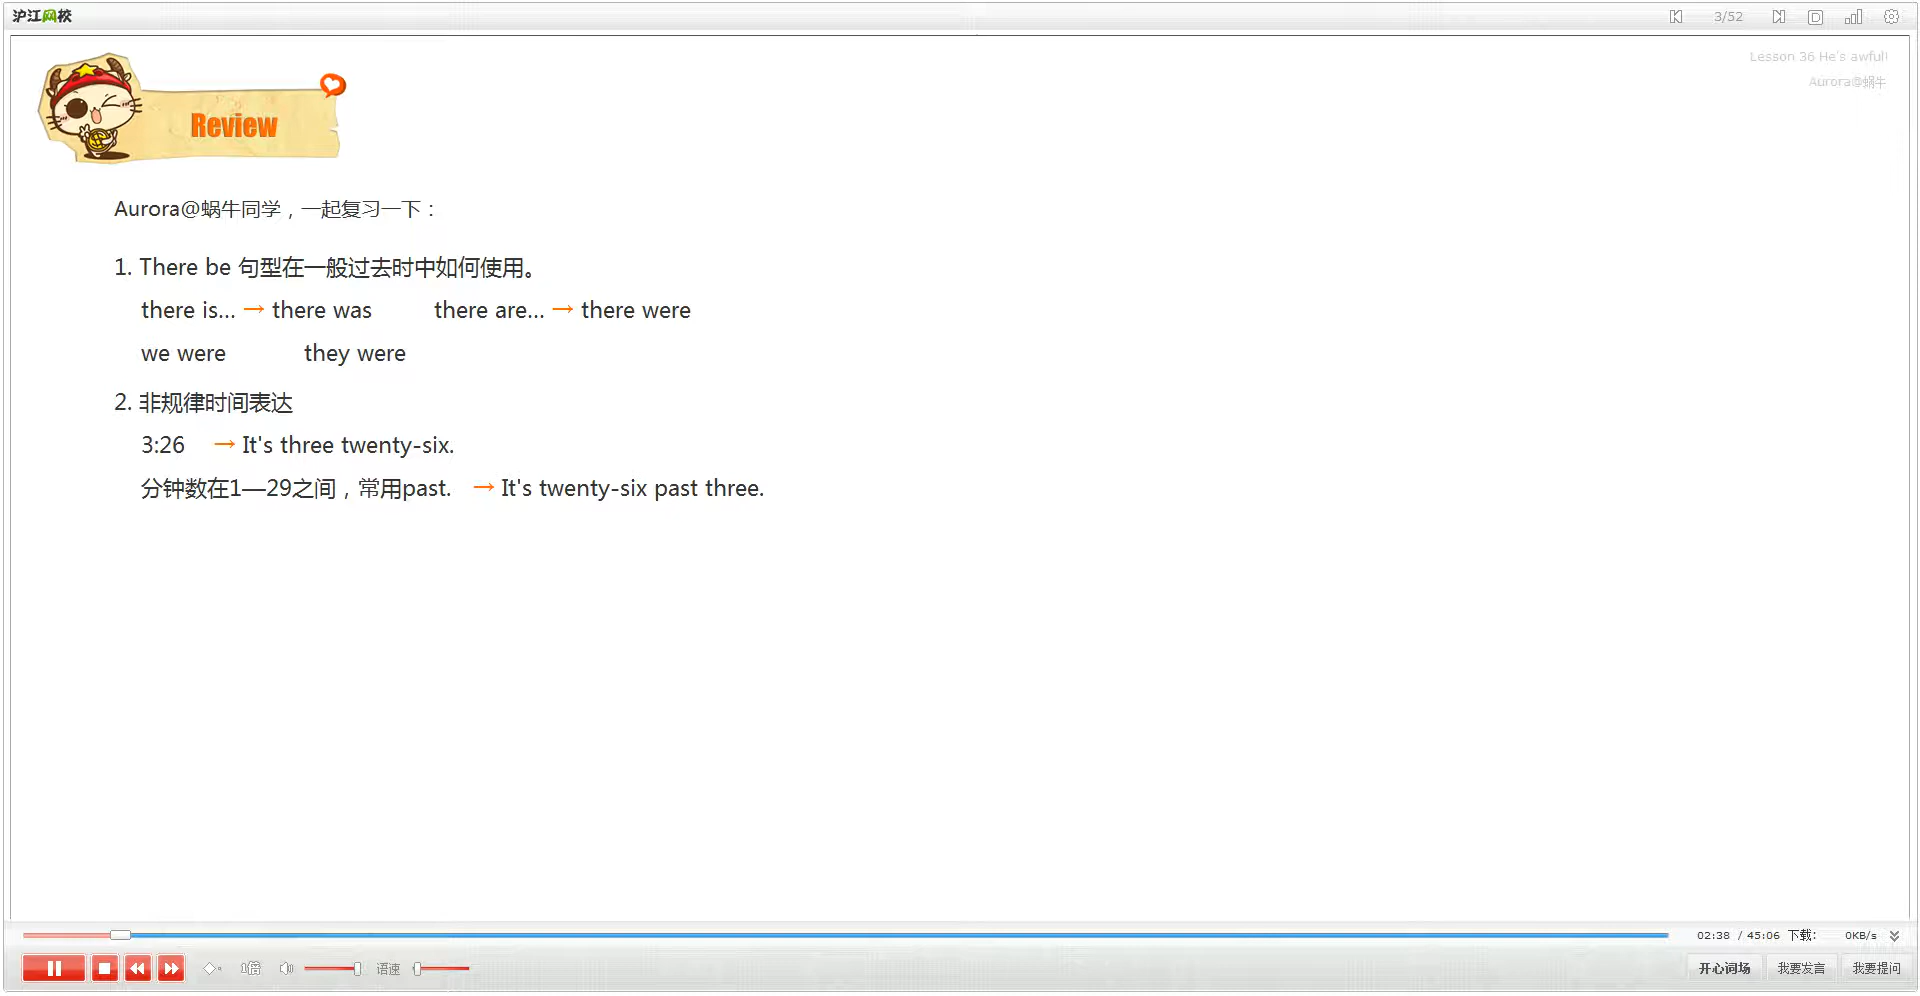 沪江网校
3/52
Lesson 36 He's awful!
Aurora@蜗牛
Review
Aurora@蜗牛同学，一起复习一下：
1. There be 句型在一般过去时中如何使用。
there is... → there was there are... → there were
we were they were
2. 非规律时间表达
3:26 → It's three twenty-six.
分钟数在1—29之间，常用past. → It's twenty-six past three.
02:38 / 45:06 下载: 0KB/s
1倍 语速 开心词场 我要发言 我要提问